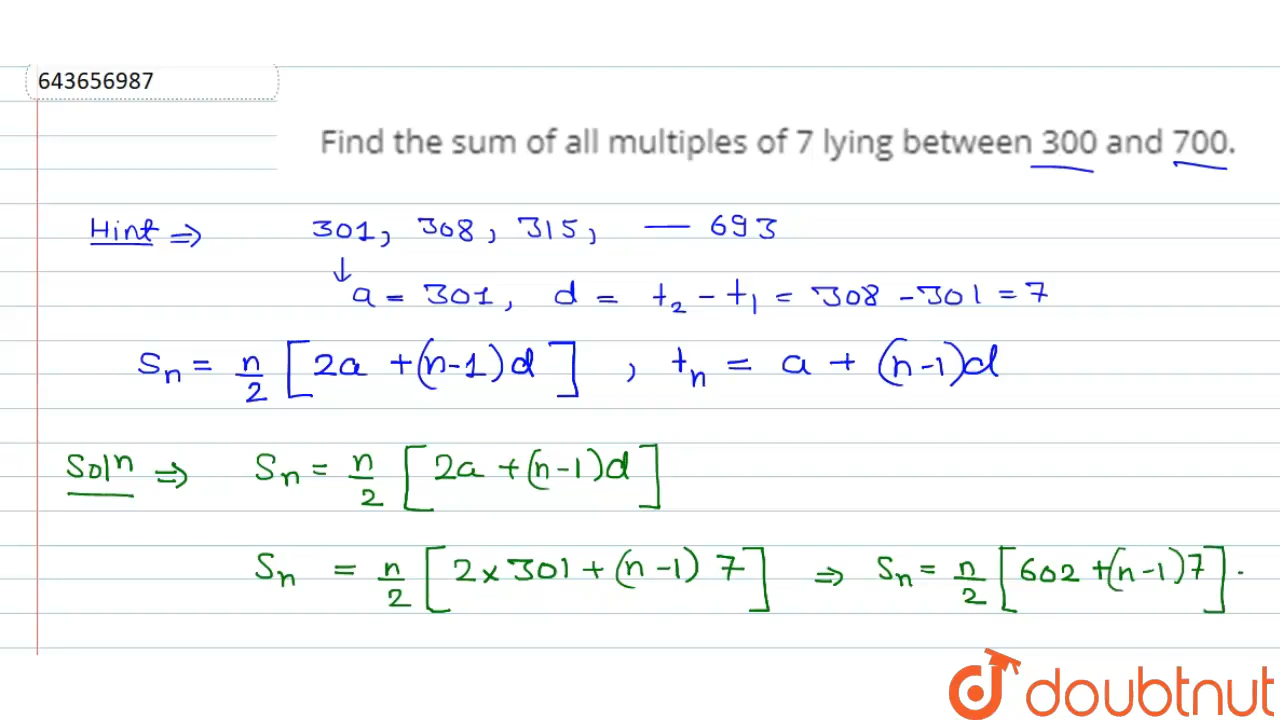 643656987
Find the sum of all multiples of 7 lying between 300 and 700.
Hint ⇒ 301, 308, 315, — 693
↓
a = 301, d = t₂ - t₁ = 308 - 301 = 7
Sₙ = n/2 [2a + (n-1)d], tₙ = a + (n-1)d
Solⁿ ⇒ Sₙ = n/2 [2a + (n-1)d]
Sₙ = n/2 [2×301 + (n-1) 7] ⇒ Sₙ = n/2 [602 + (n-1)7].
doubtnut